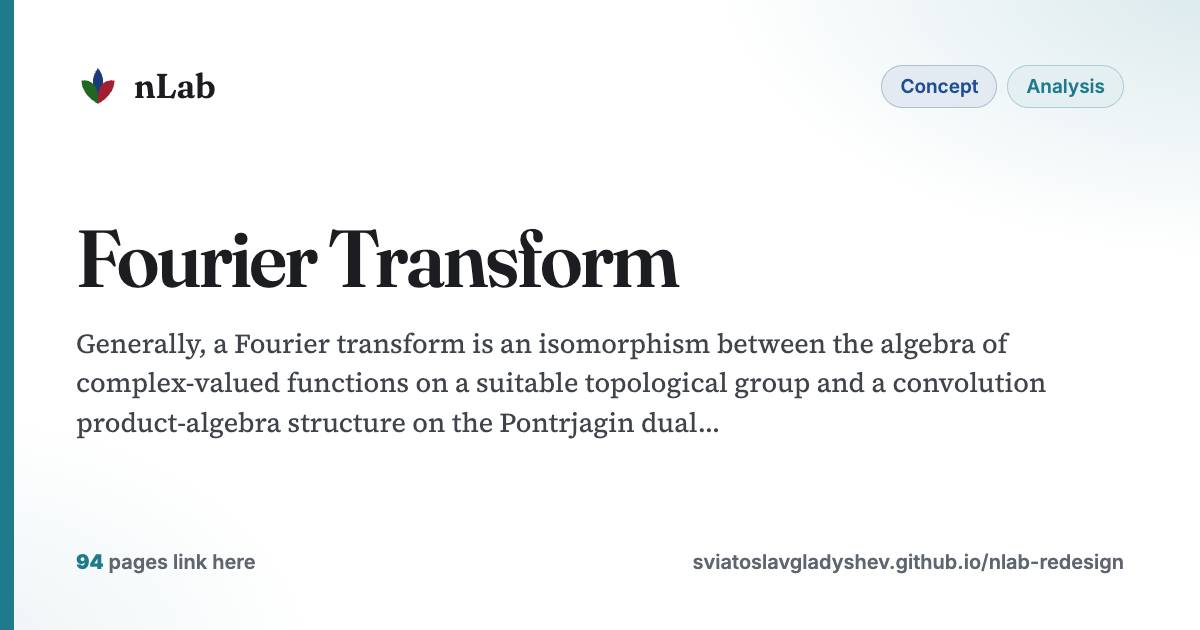 nLab
Concept
Analysis
Fourier Transform
Generally, a Fourier transform is an isomorphism between the algebra of
complex-valued functions on a suitable topological group and a convolution
product-algebra structure on the Pontrjagin dual...
94 pages link here
sviatoslavgladyshev.github.io/nlab-redesign